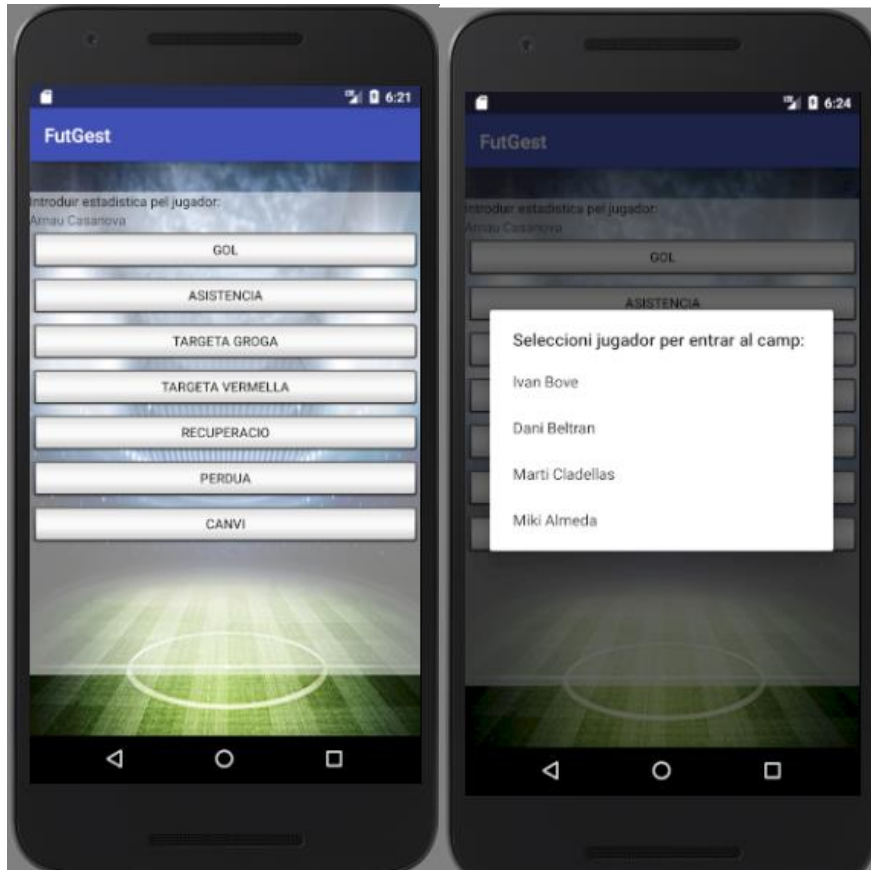 6:21
FutGest
Introduir estadistica pel jugador:
Arnau Casanova
GOL
ASISTENCIA
TARGETA GROGA
TARGETA VERMELLA
RECUPERACIO
PERDUA
CANVI
6:24
FutGest
Introduir estadistica pel jugador:
Arnau Casanova
GOL
ASISTENCIA
Seleccioni jugador per entrar al camp:
Ivan Bove
Dani Beltran
Marti Cladellas
Miki Almeda